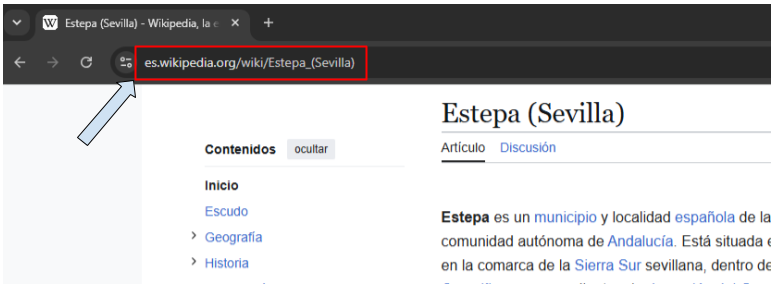 Estepa (Sevilla) - Wikipedia, la e
es.wikipedia.org/wiki/Estepa_(Sevilla)
Estepa (Sevilla)
Contenidos ocultar
Artículo Discusión
Inicio
Escudo
Geografía
Historia
Estepa es un municipio y localidad española de la
comunidad autónoma de Andalucía. Está situada
en la comarca de la Sierra Sur sevillana, dentro de